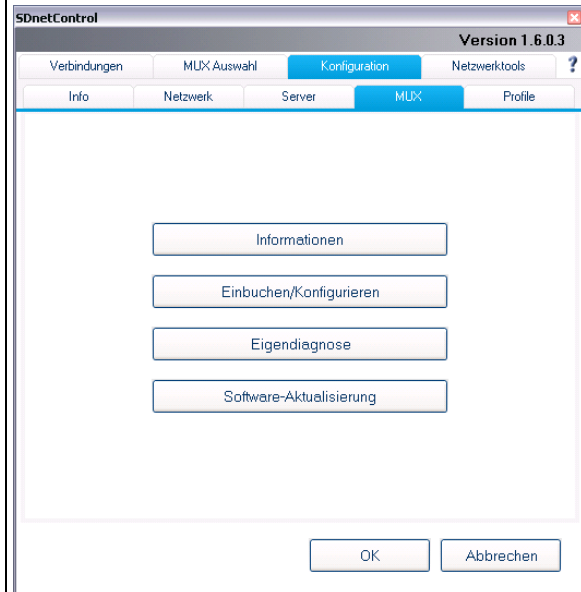 SDnetControl
Version 1.6.0.3
Verbindungen MUX Auswahl Konfiguration Netzwerktools ?
Info Netzwerk Server MUX Profile
Informationen
Einbuchen/Konfigurieren
Eigendiagnose
Software-Aktualisierung
OK Abbrechen